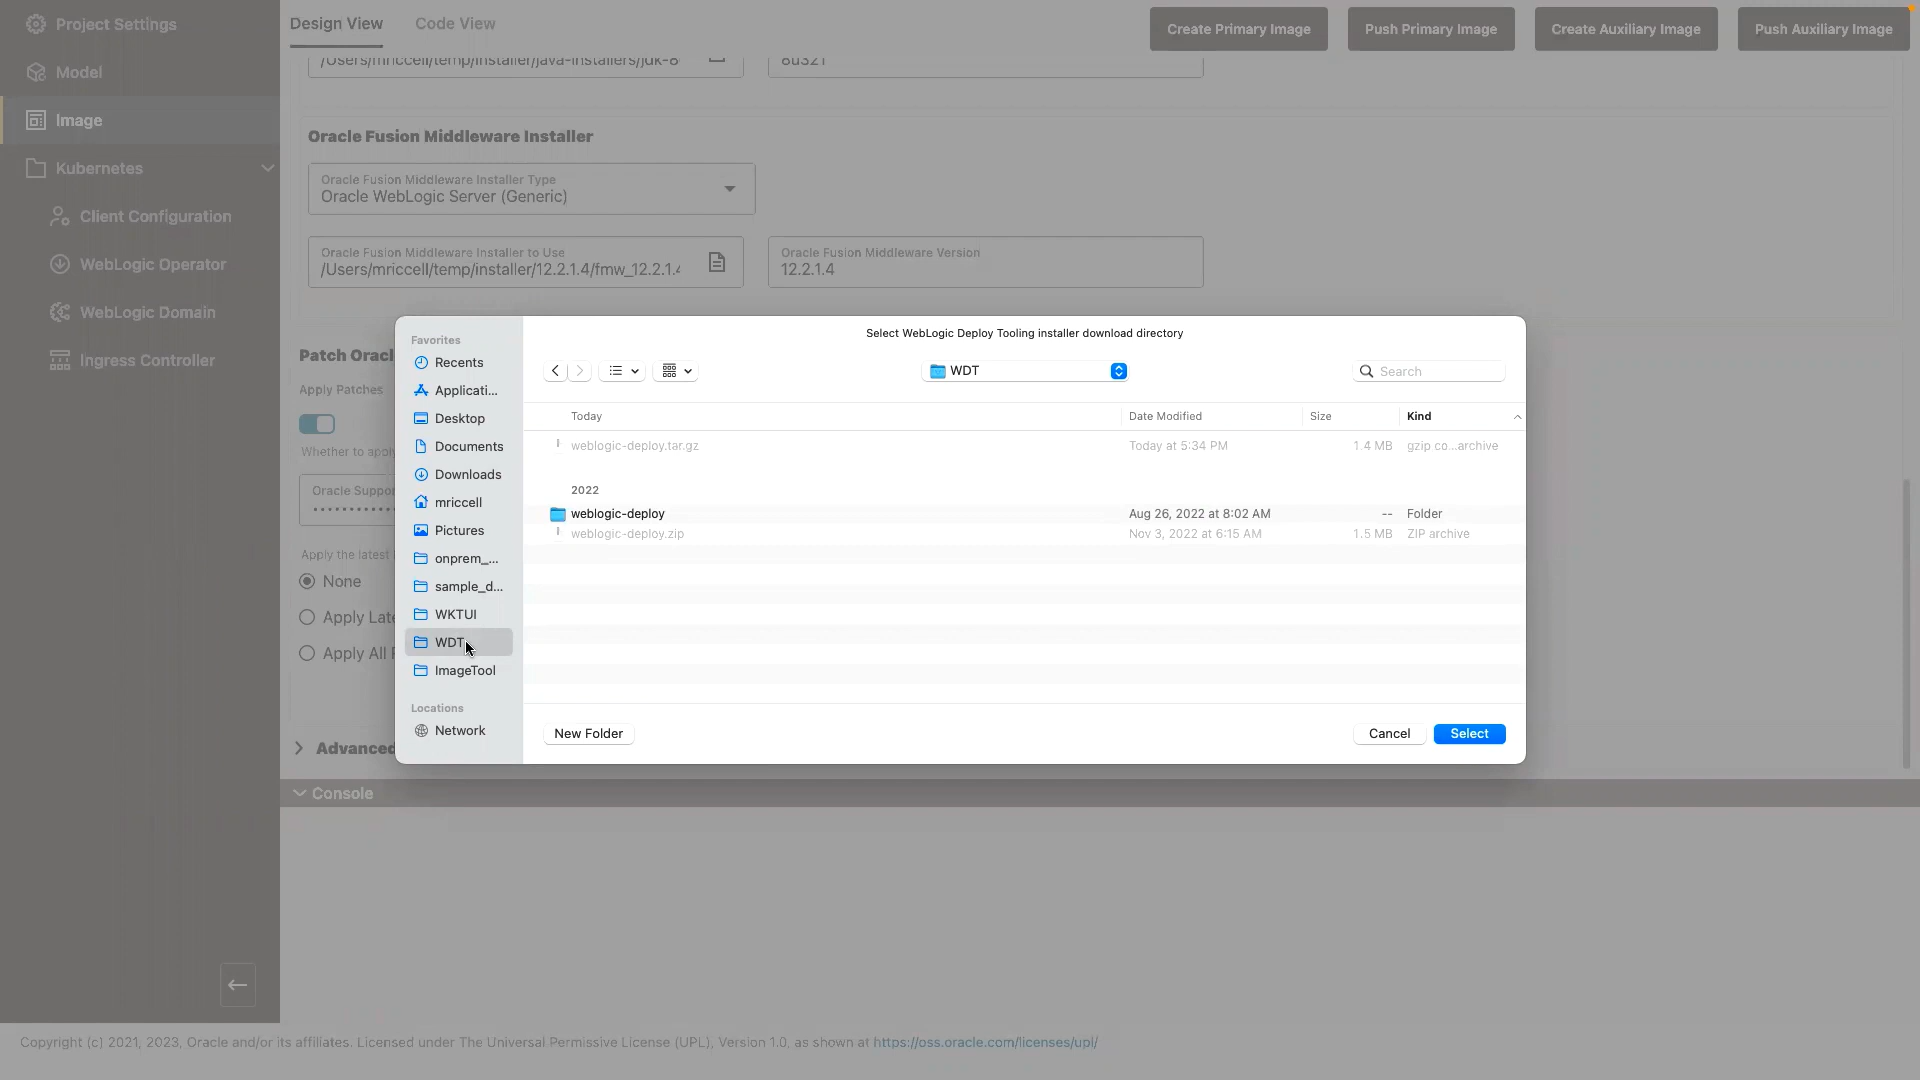 Project Settings
Model
Image
Kubernetes
Client Configuration
WebLogic Operator
WebLogic Domain
Ingress Controller
Design View
Code View
Create Primary Image
Push Primary Image
Create Auxiliary Image
Push Auxiliary Image
/Users/mriccell/temp/installer/java-installers/jdk-8
8u321
Oracle Fusion Middleware Installer
Oracle Fusion Middleware Installer Type
Oracle WebLogic Server (Generic)
Oracle Fusion Middleware Installer to Use
/Users/mriccell/temp/installer/12.2.1.4/fmw_12.2.1.4
Oracle Fusion Middleware Version
12.2.1.4
Patch Oracl
Apply Patches
Whether to apply
Oracle Suppor
Apply the latest
None
Apply Late
Apply All
Advanced
Favorites
Recents
Applicati...
Desktop
Documents
Downloads
mriccell
Pictures
onprem_...
sample_d...
WKTUI
WDT
ImageTool
Locations
Network
Select WebLogic Deploy Tooling installer download directory
WDT
Search
Today
Date Modified
Size
Kind
weblogic-deploy.tar.gz
Today at 5:34 PM
1.4 MB
gzip co...archive
2022
weblogic-deploy
Aug 26, 2022 at 8:02 AM
--
Folder
weblogic-deploy.zip
Nov 3, 2022 at 6:15 AM
1.5 MB
ZIP archive
New Folder
Cancel
Select
Console
Copyright (c) 2021, 2023, Oracle and/or its affiliates. Licensed under The Universal Permissive License (UPL), Version 1.0, as shown at https://oss.oracle.com/licenses/upl/